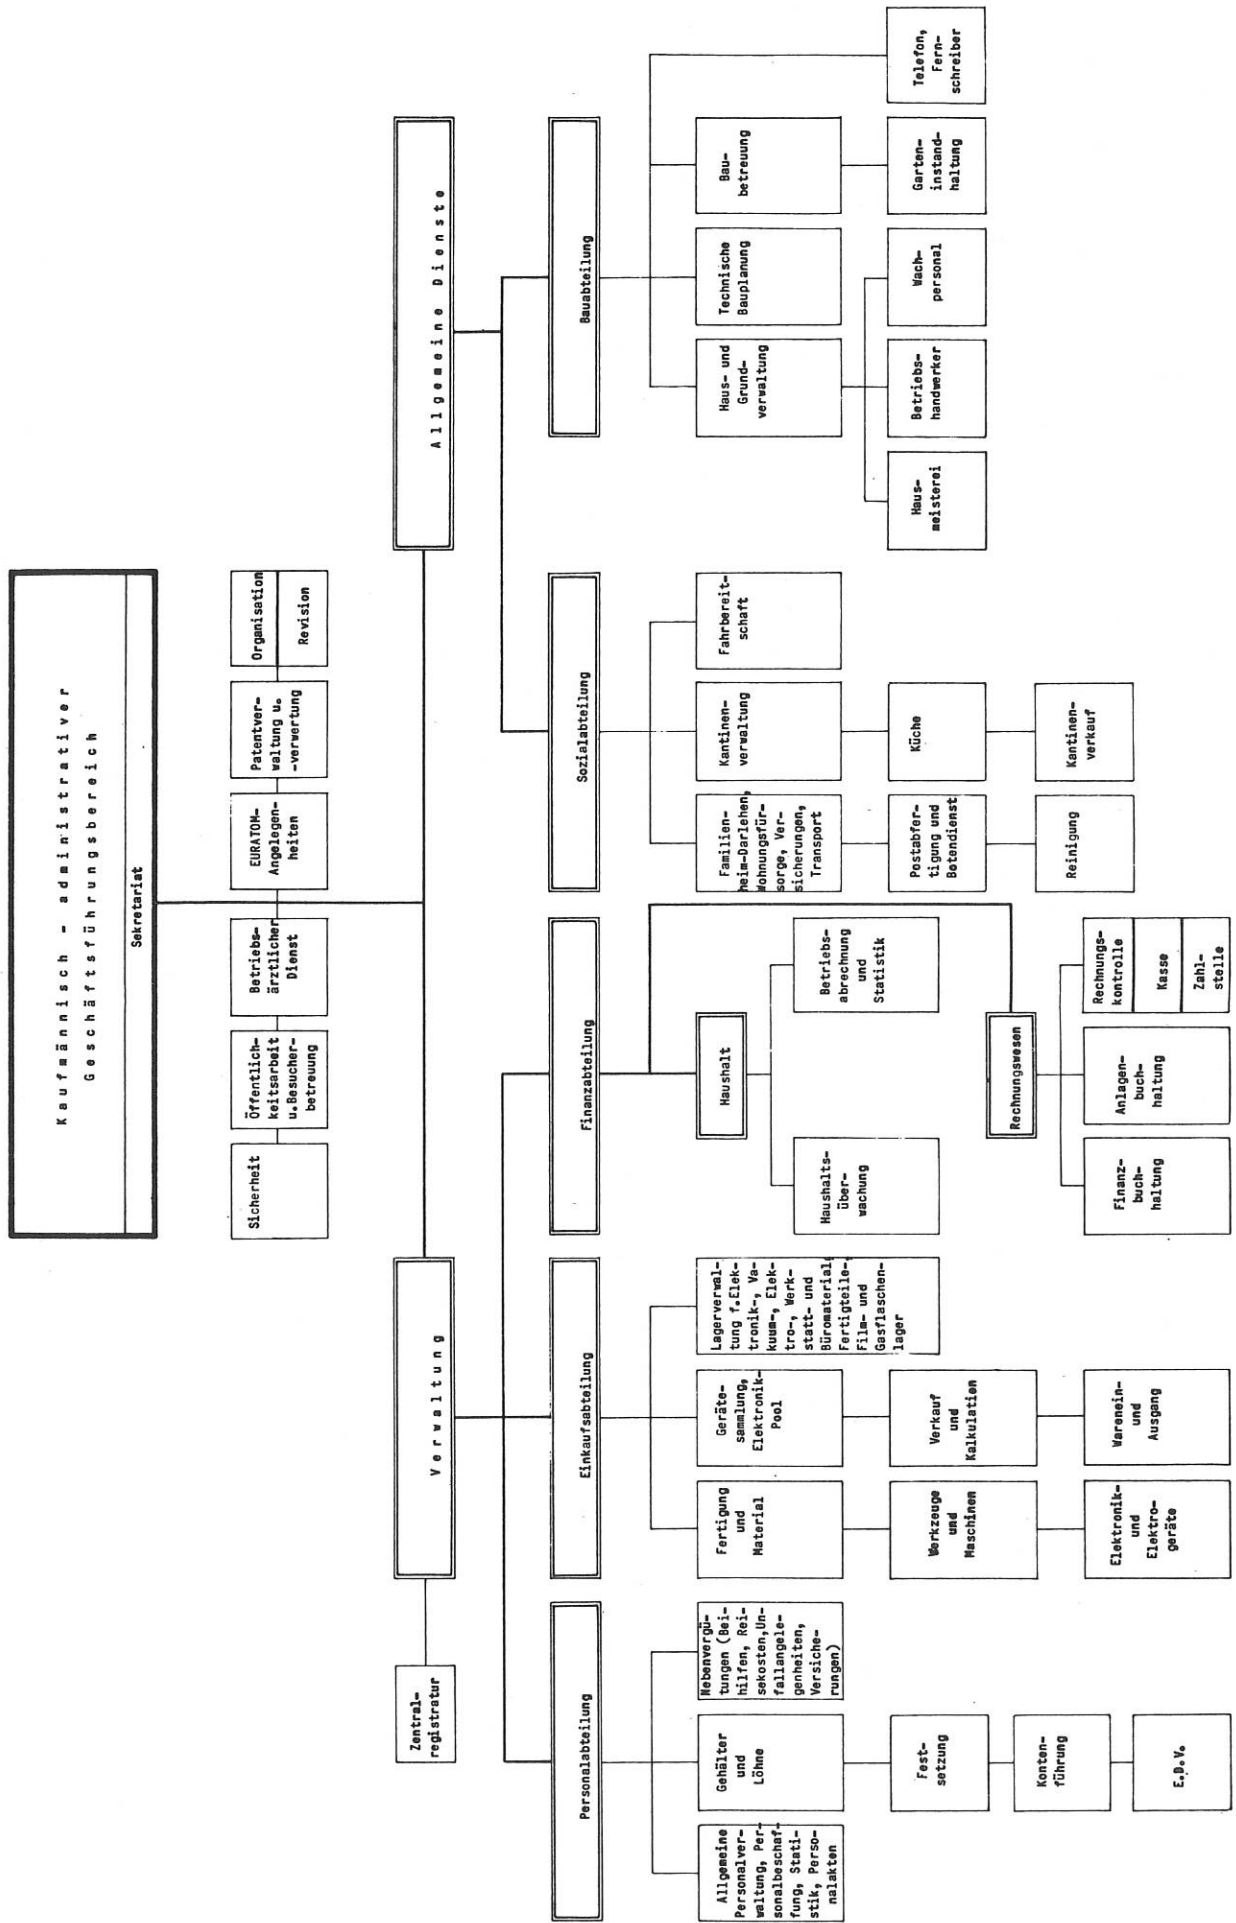 Kaufmännisch - administrativer
Geschäftsführungsbereich
Sekretariat
Sicherheit
Öffentlich-
keitsarbeit
u.Besucher-
betreuung
Betriebs-
ärztlicher
Dienst
EURATOM-
Angelegen-
heiten
Patentver-
waltung u.
-verwertung
Organisation
Revision
Zentral-
registratur
Verwaltung
Allgemeine Dienste
Personalabteilung
Einkaufsabteilung
Finanzabteilung
Sozialabteilung
Bauabteilung
Allgemeine
Personalver-
waltung, Per-
sonalbeschaf-
fung, Stati-
stik, Perso-
nalakten
Gehälter
und
Löhne
Nebenvergü-
tungen (Bei-
hilfen, Rei-
sekosten,Un-
fallangele-
genheiten,
Versiche-
rungen)
Fest-
setzung
Konten-
führung
E.D.V.
Fertigung
und
Material
Geräte-
sammlung,
Elektronik-
Pool
Lagerverwal-
tung f.Elek-
tronik-, Va-
kuum-, Elek-
tro-, Werk-
statt- und
Büromaterial,
Fertigteile-,
Film- und
Gasflaschen-
lager
Werkzeuge
und
Maschinen
Verkauf
und
Kalkulation
Elektronik-
und
Elektro-
geräte
Warenein-
und
Ausgang
Haushalt
Haushalts-
über-
wachung
Betriebs-
abrechnung
und
Statistik
Rechnungswesen
Finanz-
buch-
haltung
Anlagen-
buch-
haltung
Rechnungs-
kontrolle
Kasse
Zahl-
stelle
Familien-
heim-Darlehen,
Wohnungsfür-
sorge, Ver-
sicherungen,
Transport
Kantinen-
verwaltung
Fahrbereit-
schaft
Postabfer-
tigung und
Botendienst
Küche
Reinigung
Kantinen-
verkauf
Haus- und
Grund-
verwaltung
Technische
Bauplanung
Bau-
betreuung
Haus-
meisterei
Betriebs-
handwerker
Wach-
personal
Garten-
instand-
haltung
Telefon,
Fern-
schreiber